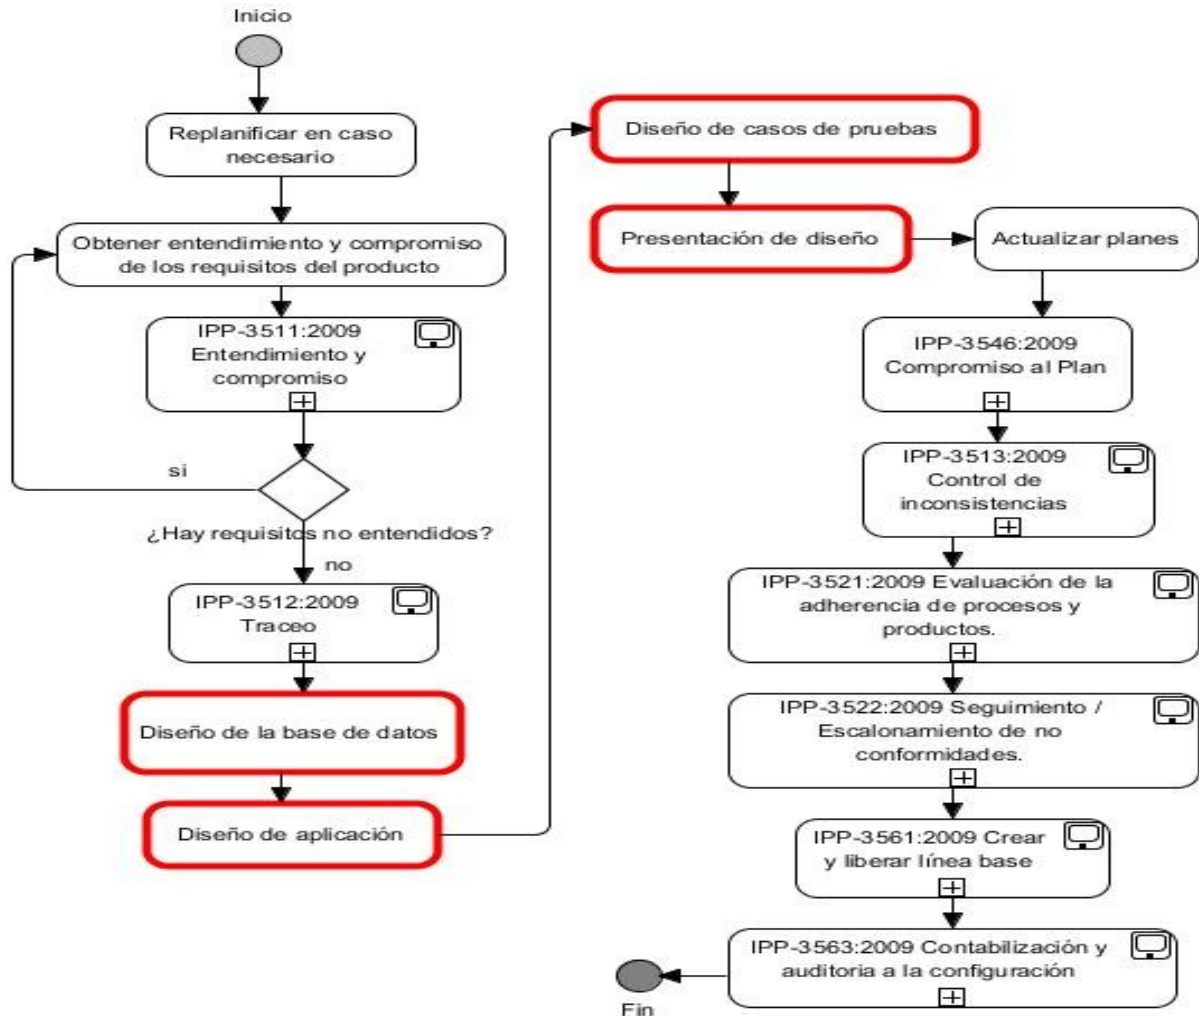 Inicio
Replanificar en caso
necesario
Obtener entendimiento y compromiso
de los requisitos del producto
IPP-3511:2009
Entendimiento y
compromiso
si
¿Hay requisitos no entendidos?
no
IPP-3512:2009
Traceo
Diseño de la base de datos
Diseño de aplicación
Diseño de casos de pruebas
Presentación de diseño
Actualizar planes
IPP-3546:2009
Compromiso al Plan
IPP-3513:2009
Control de
inconsistencias
IPP-3521:2009 Evaluación de la
adherencia de procesos y
productos.
IPP-3522:2009 Seguimiento /
Escalonamiento de no
conformidades.
IPP-3561:2009 Crear
y liberar línea base
IPP-3563:2009 Contabilización y
auditoria a la configuración
Fin